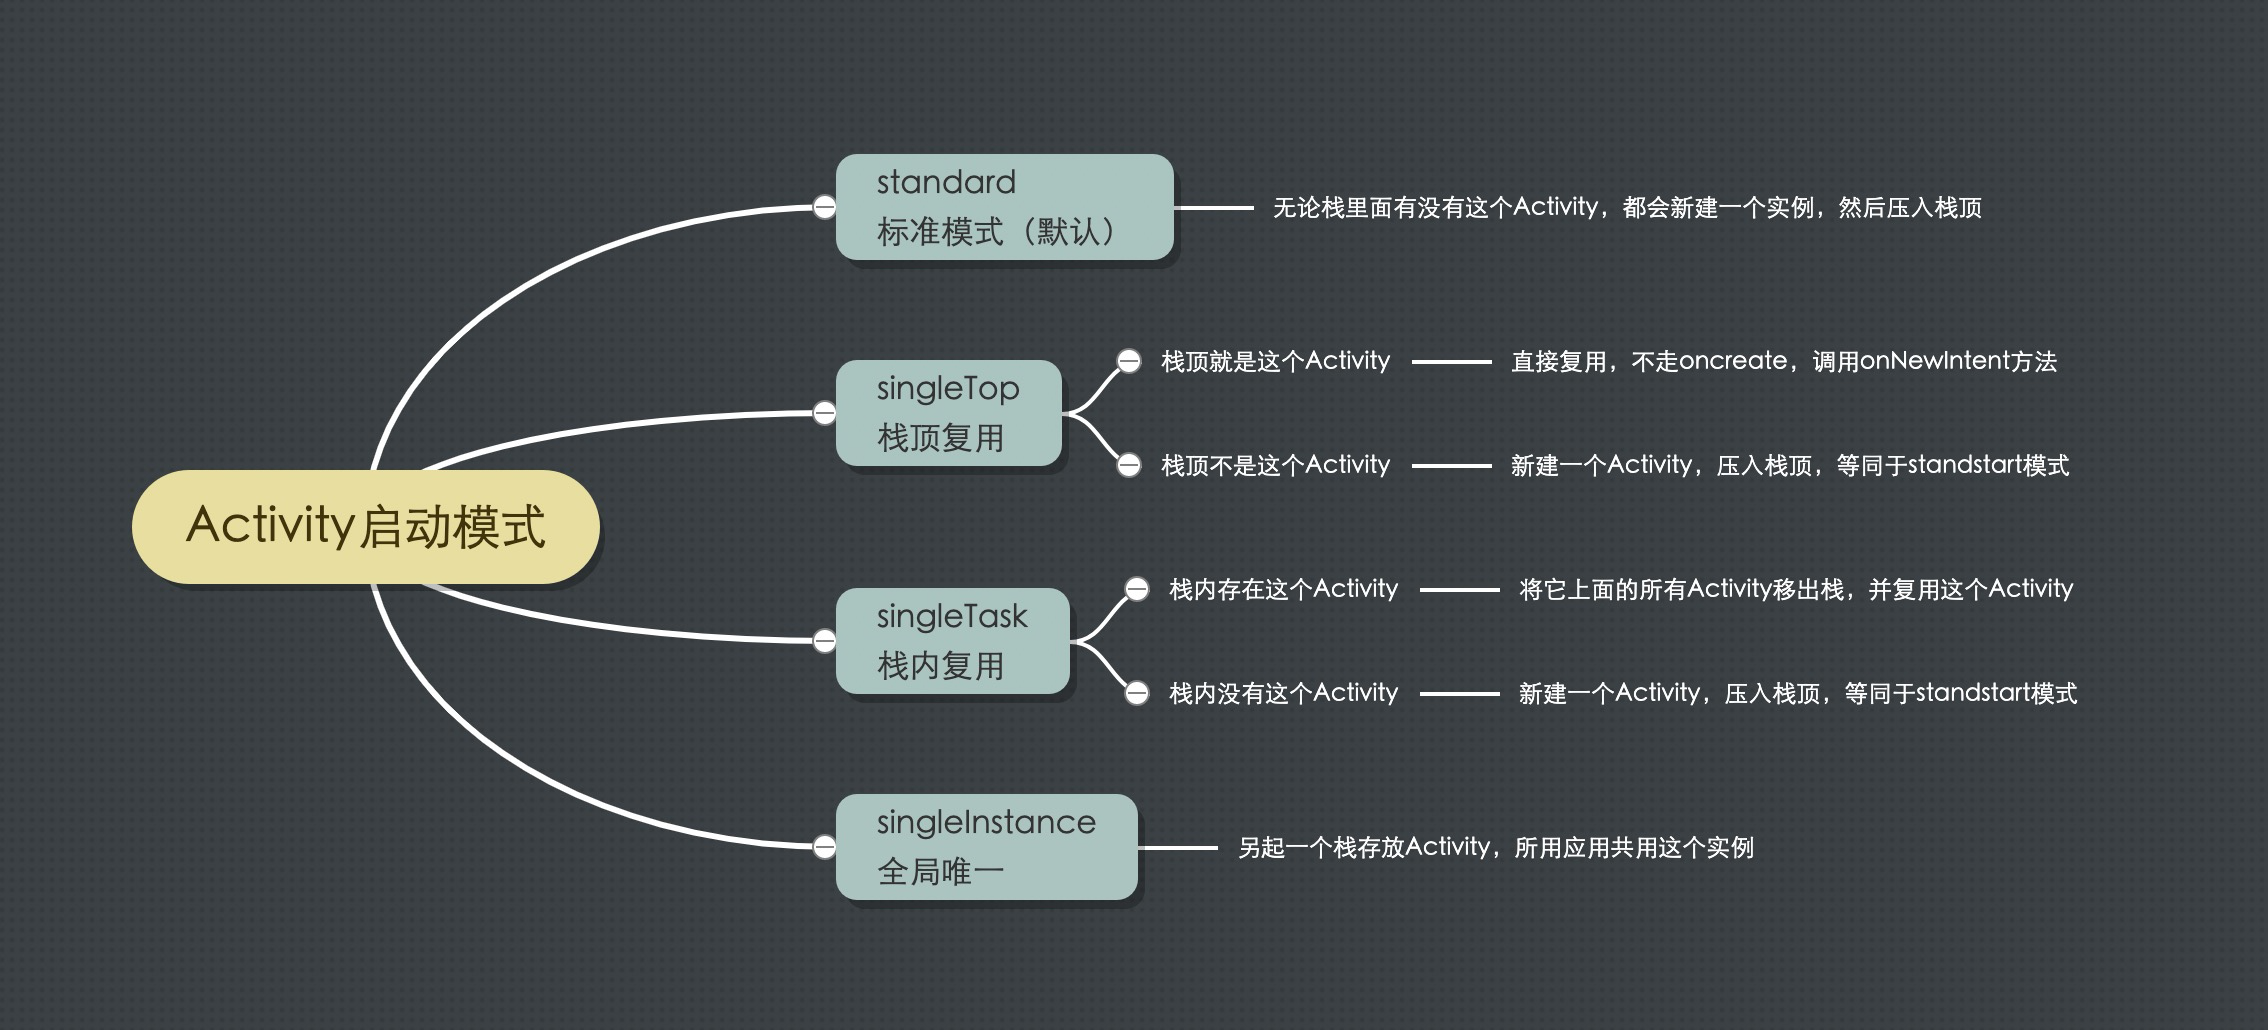 Activity启动模式
standard
标准模式（默认）
无论栈里面有没有这个Activity，都会新建一个实例，然后压入栈顶
singleTop
栈顶复用
栈顶就是这个Activity
直接复用，不走oncreate，调用onNewIntent方法
栈顶不是这个Activity
新建一个Activity，压入栈顶，等同于standstart模式
singleTask
栈内复用
栈内存在这个Activity
将它上面的所有Activity移出栈，并复用这个Activity
栈内没有这个Activity
新建一个Activity，压入栈顶，等同于standstart模式
singleInstance
全局唯一
另起一个栈存放Activity，所用应用共用这个实例